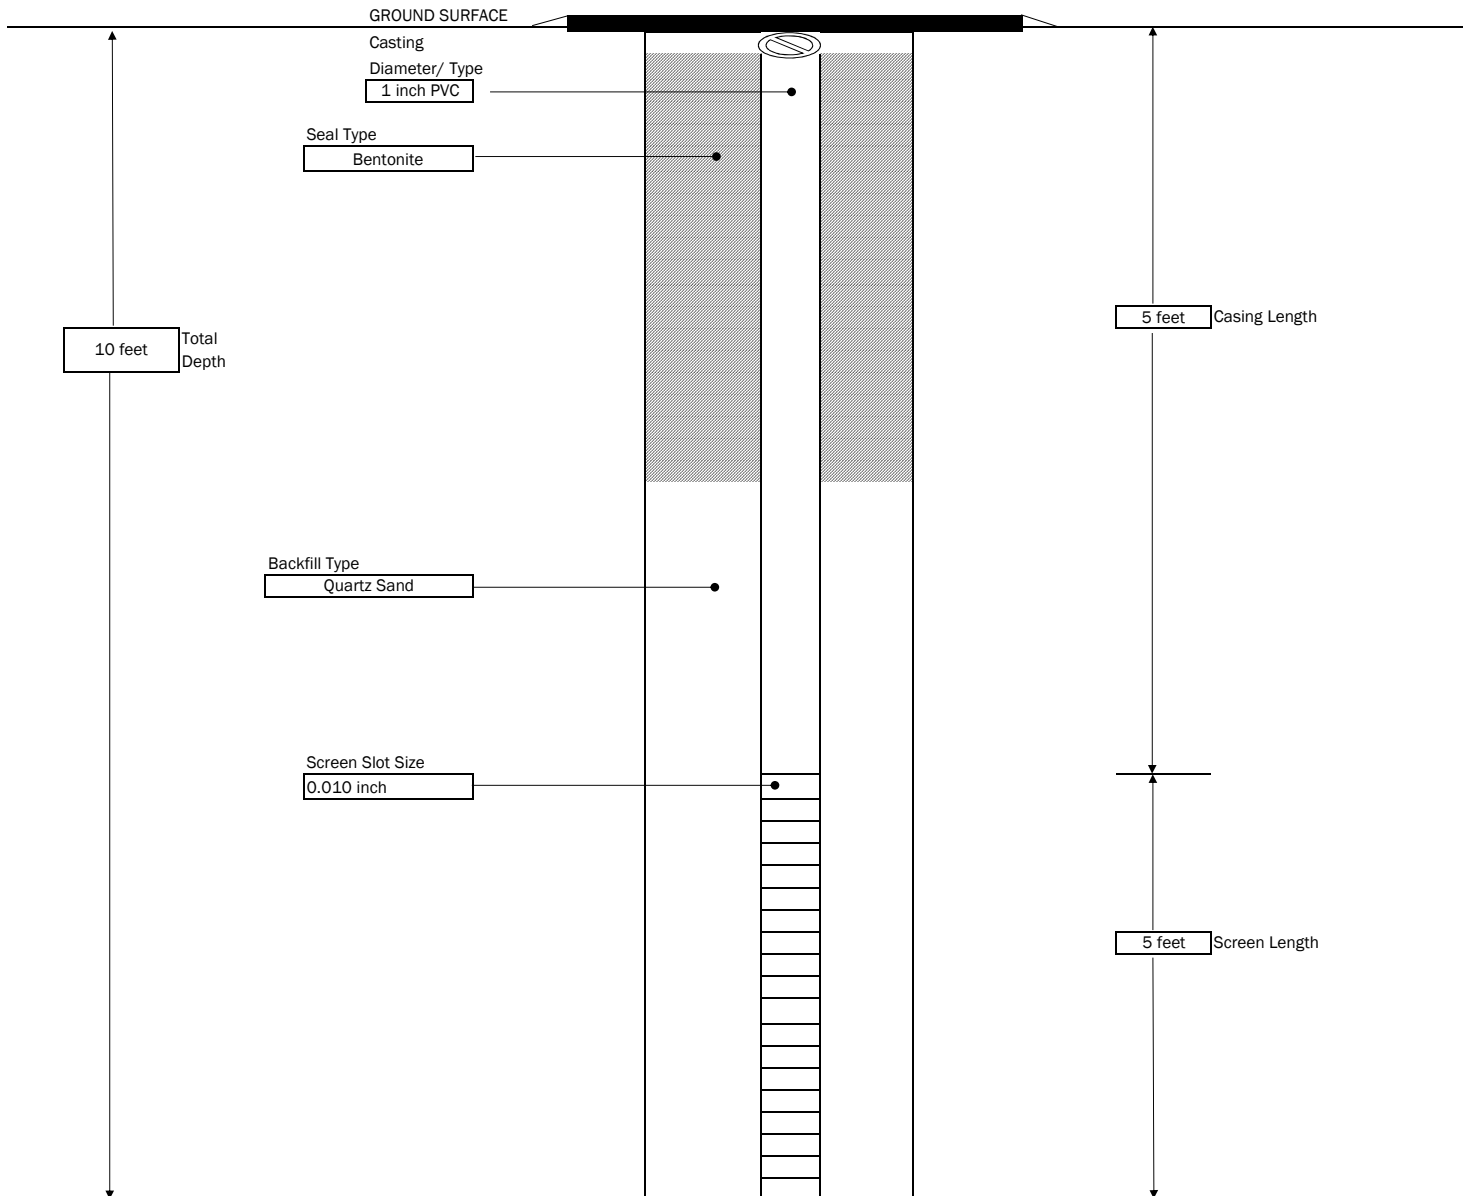 GROUND SURFACE
Casting
Diameter/ Type
1 inch PVC
Seal Type
Bentonite
5 feet Casing Length
10 feet
Total
Depth
Backfill Type
Quartz Sand
Screen Slot Size
0.010 inch
5 feet Screen Length